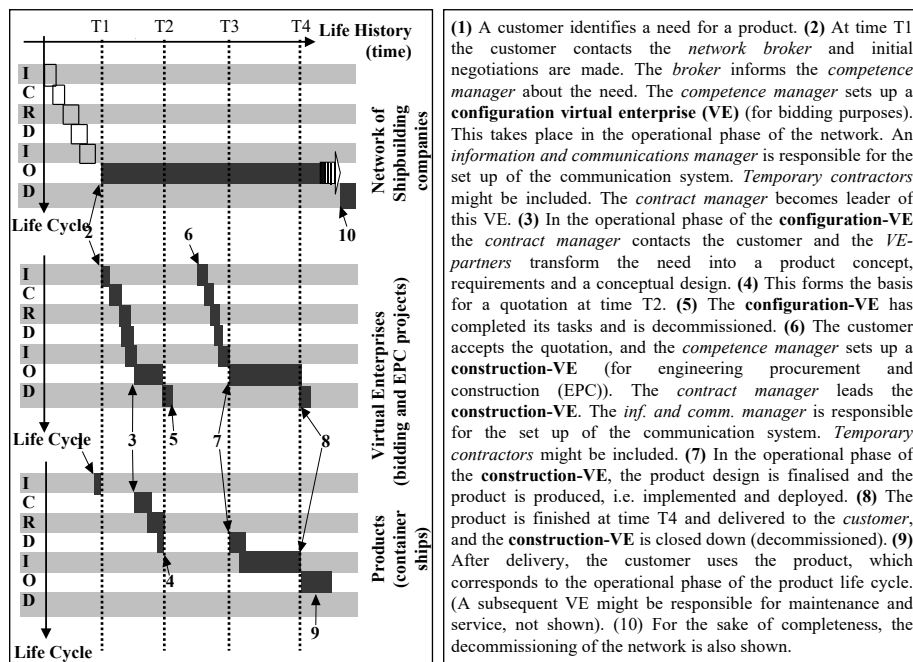 T1 T2 T3 T4 Life History
(time)
I
C
R
D
I
O
D
Network of
Shipbuilding
companies
Life Cycle
2
6
10
I
C
R
D
I
O
D
Virtual Enterprises
(bidding and EPC projects)
Life Cycle
1
3
5
7
8
I
C
R
D
I
O
D
Products
(container
ships)
4
9
Life Cycle
(1) A customer identifies a need for a product. (2) At time T1
the customer contacts the network broker and initial
negotiations are made. The broker informs the competence
manager about the need. The competence manager sets up a
configuration virtual enterprise (VE) (for bidding purposes).
This takes place in the operational phase of the network. An
information and communications manager is responsible for the
set up of the communication system. Temporary contractors
might be included. The contract manager becomes leader of
this VE. (3) In the operational phase of the configuration-VE
the contract manager contacts the customer and the VE-
partners transform the need into a product concept,
requirements and a conceptual design. (4) This forms the basis
for a quotation at time T2. (5) The configuration-VE has
completed its tasks and is decommissioned. (6) The customer
accepts the quotation, and the competence manager sets up a
construction-VE (for engineering procurement and
construction (EPC)). The contract manager leads the
construction-VE. The inf. and comm. manager is responsible
for the set up of the communication system. Temporary
contractors might be included. (7) In the operational phase of
the construction-VE, the product design is finalised and the
product is produced, i.e. implemented and deployed. (8) The
product is finished at time T4 and delivered to the customer,
and the construction-VE is closed down (decommissioned). (9)
After delivery, the customer uses the product, which
corresponds to the operational phase of the product life cycle.
(A subsequent VE might be responsible for maintenance and
service, not shown). (10) For the sake of completeness, the
decommissioning of the network is also shown.